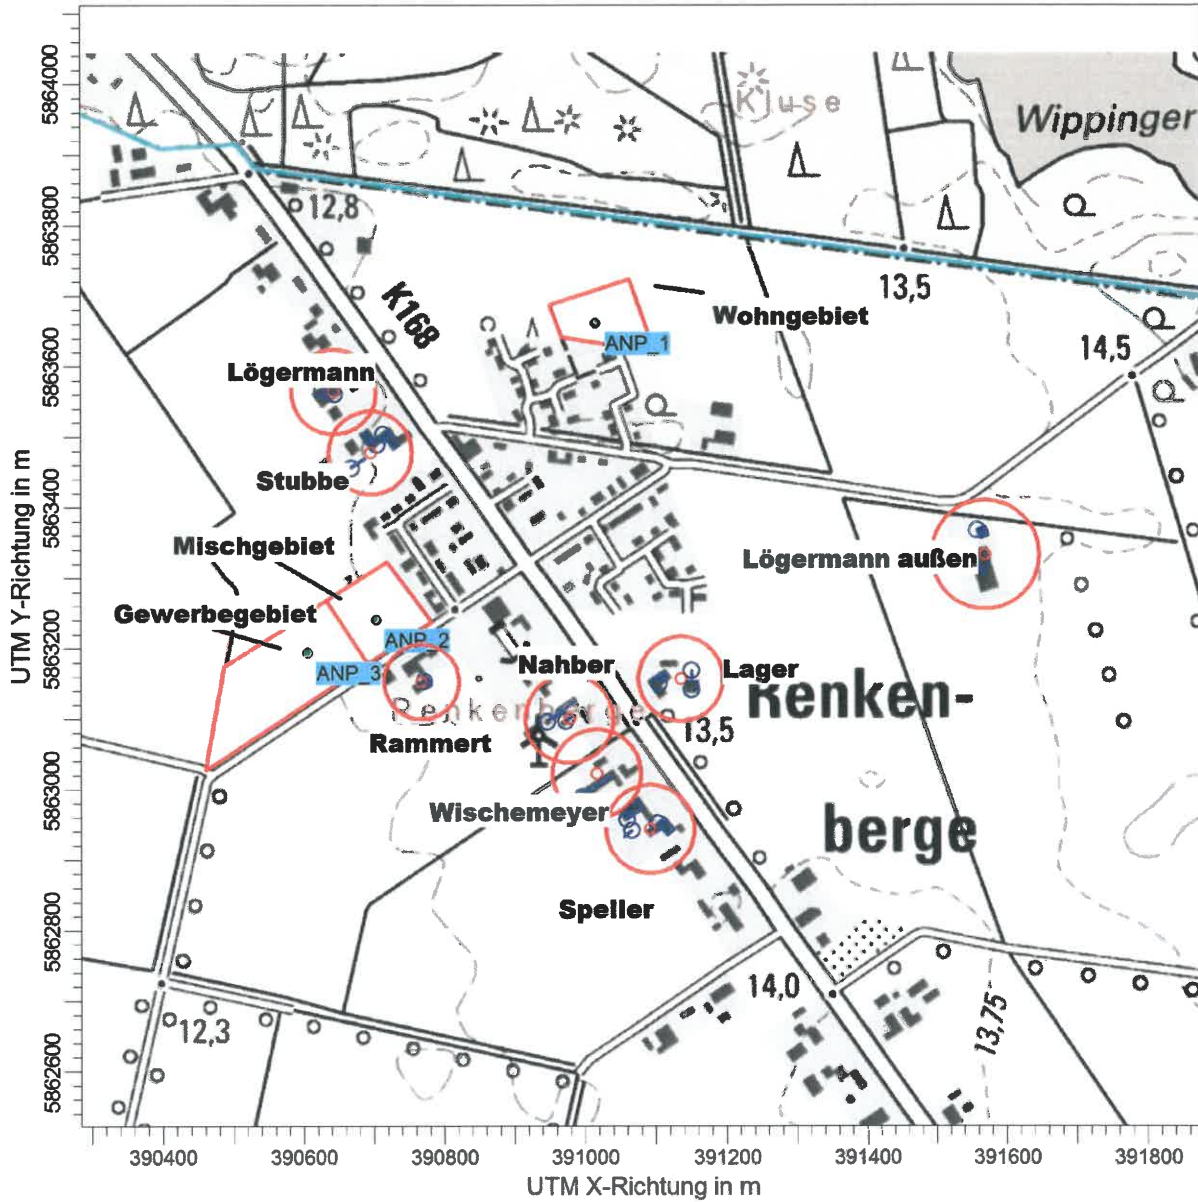 Kluse
Wippinger
12,8
13,5
K168
Wohngebiet
ANP_1
14,5
Lögermann
Stubbe
Mischgebiet
Lögermann außen
Gewerbegebiet
ANP_2
ANP_3
Nahber
Lager
Renkenberge
Renken-
13,5
Rammert
Wischemeyer
berge
Speller
14,0
13,75
12,3
UTM Y-Richtung in m
5864000
5863800
5863600
5863400
5863200
5863000
5862800
5862600
390400 390600 390800 391000 391200 391400 391600 391800
UTM X-Richtung in m